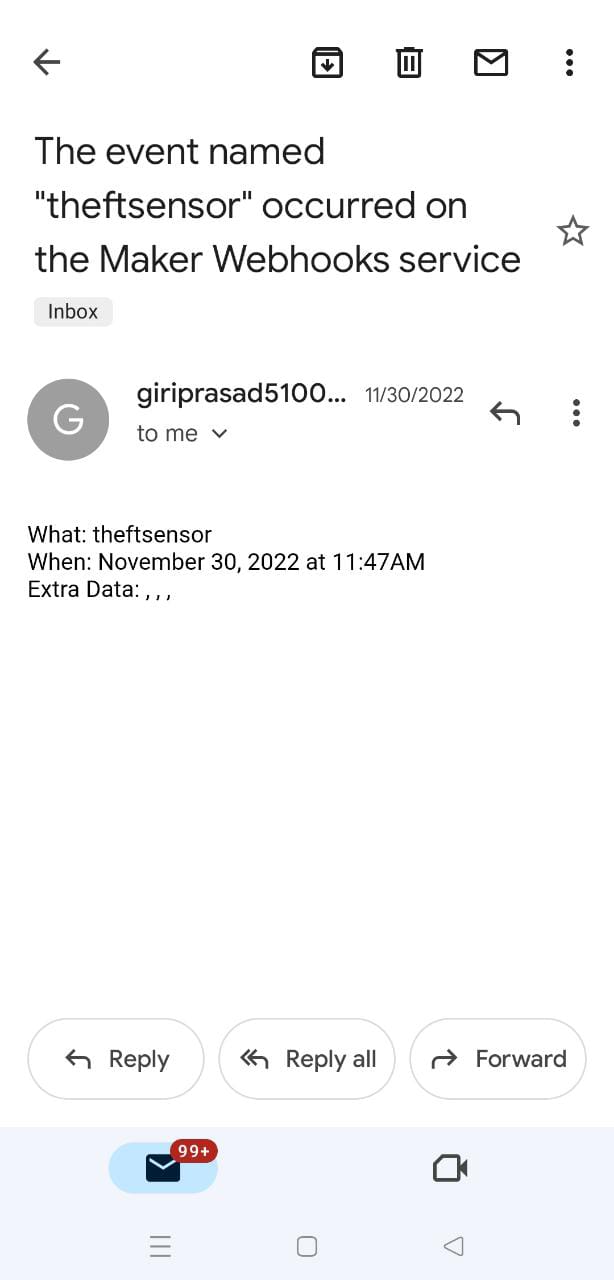 The event named
"theftsensor" occurred on
the Maker Webhooks service
Inbox
G
giriprasad5100... 11/30/2022
to me
What: theftsensor
When: November 30, 2022 at 11:47AM
Extra Data: , , ,
Reply
Reply all
Forward
99+